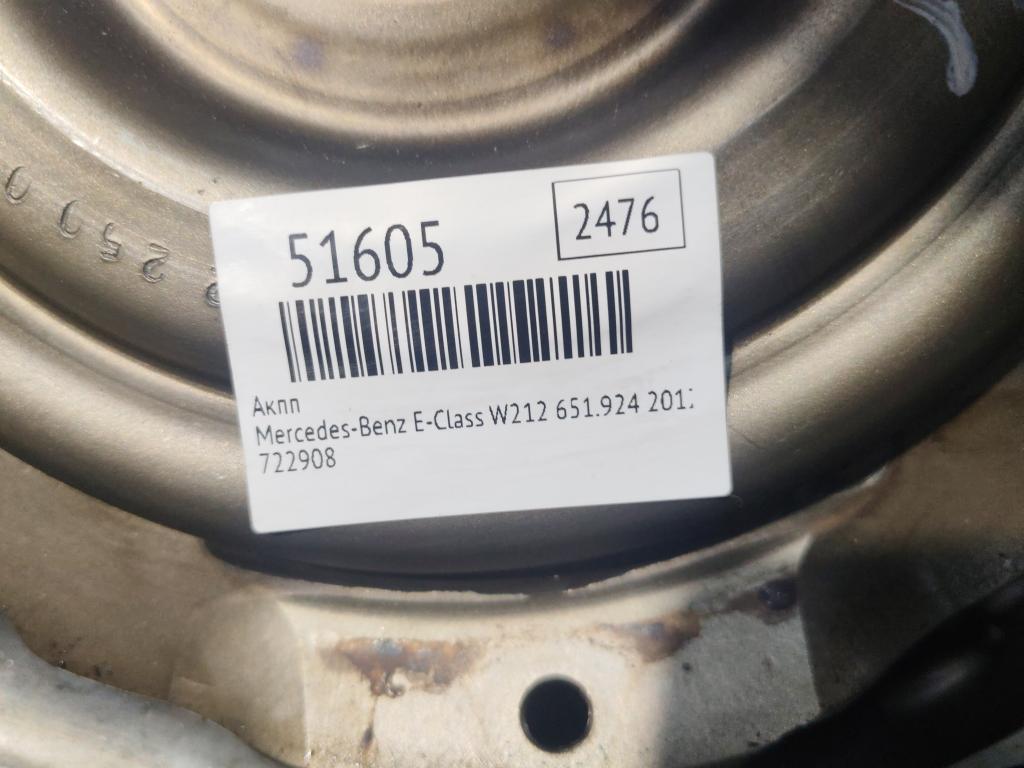 51605
2476
Акпп
Mercedes-Benz E-Class W212 651.924
722908